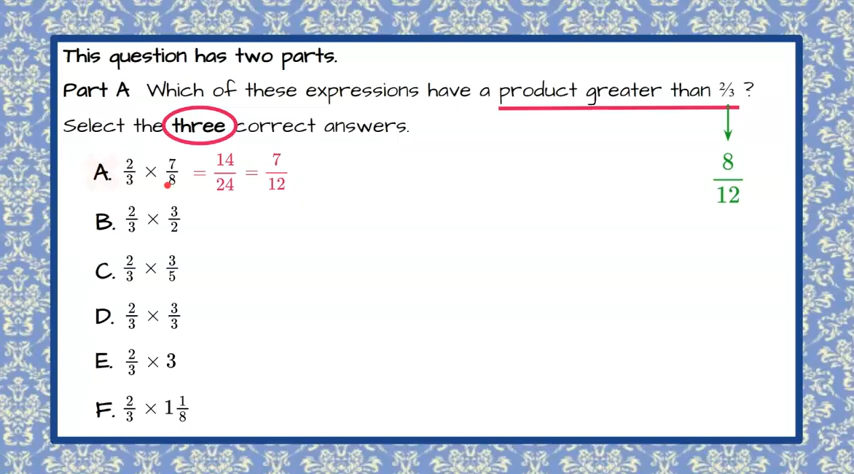 This question has two parts.
Part A Which of these expressions have a product greater than 2/3 ?
Select the three correct answers.
A. 2/3 × 7/8 = 14/24 = 7/12
8/12
B. 2/3 × 3/2
C. 2/3 × 3/5
D. 2/3 × 3/3
E. 2/3 × 3
F. 2/3 × 1 1/8